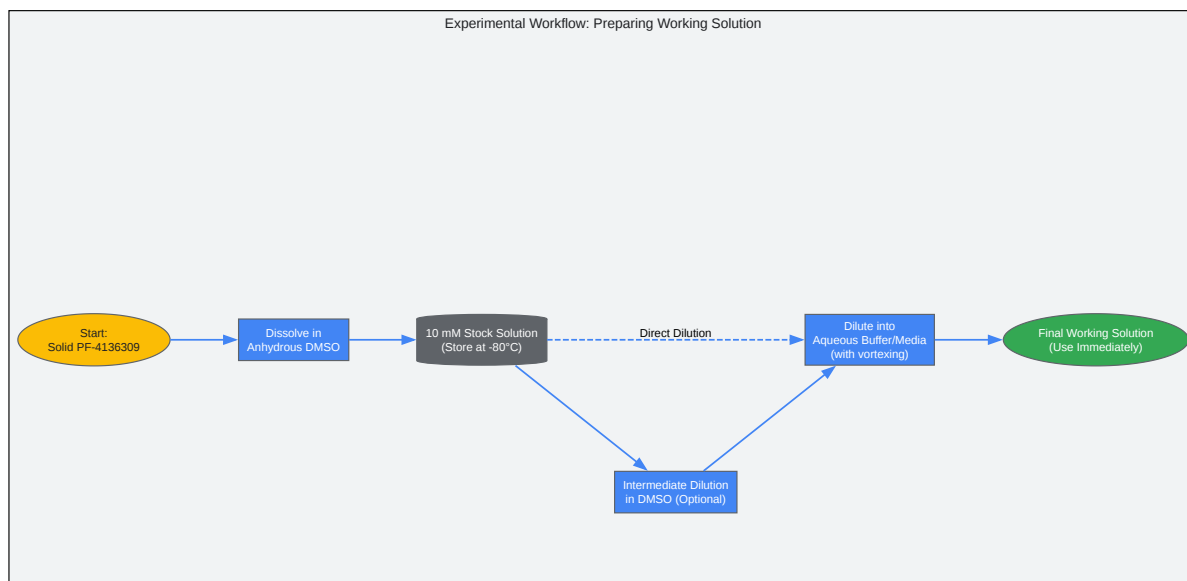 Experimental Workflow: Preparing Working Solution
Start:
Solid PF-4136309
Dissolve in
Anhydrous DMSO
10 mM Stock Solution
(Store at -80°C)
Direct Dilution
Dilute into
Aqueous Buffer/Media
(with vortexing)
Final Working Solution
(Use Immediately)
Intermediate Dilution
in DMSO (Optional)